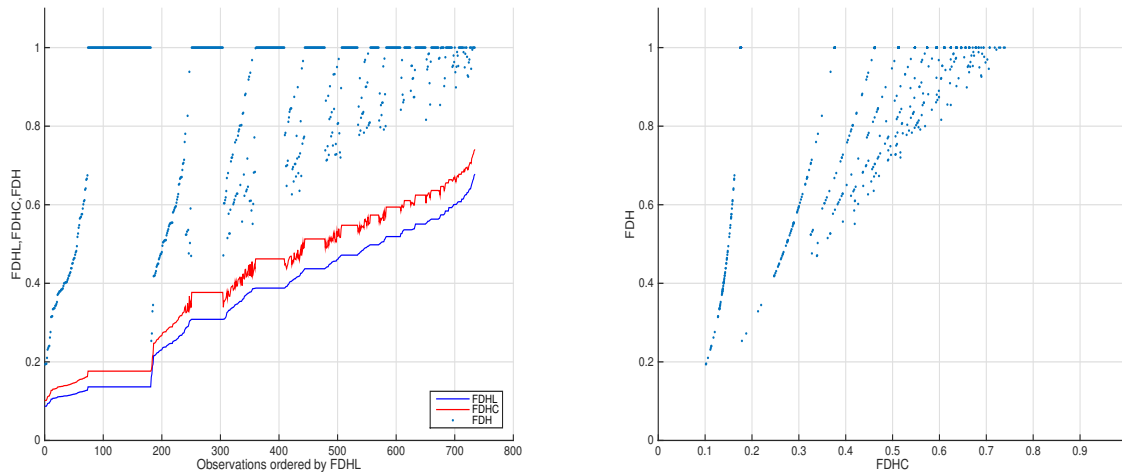 FDHL,FDHC,FDH
1
0.8
0.6
0.4
0.2
0
0 100 200 300 400 500 600 700 800
Observations ordered by FDHL
FDHL
FDHC
FDH
FDH
1
0.8
0.6
0.4
0.2
0
0 0.1 0.2 0.3 0.4 0.5 0.6 0.7 0.8 0.9 1
FDHC